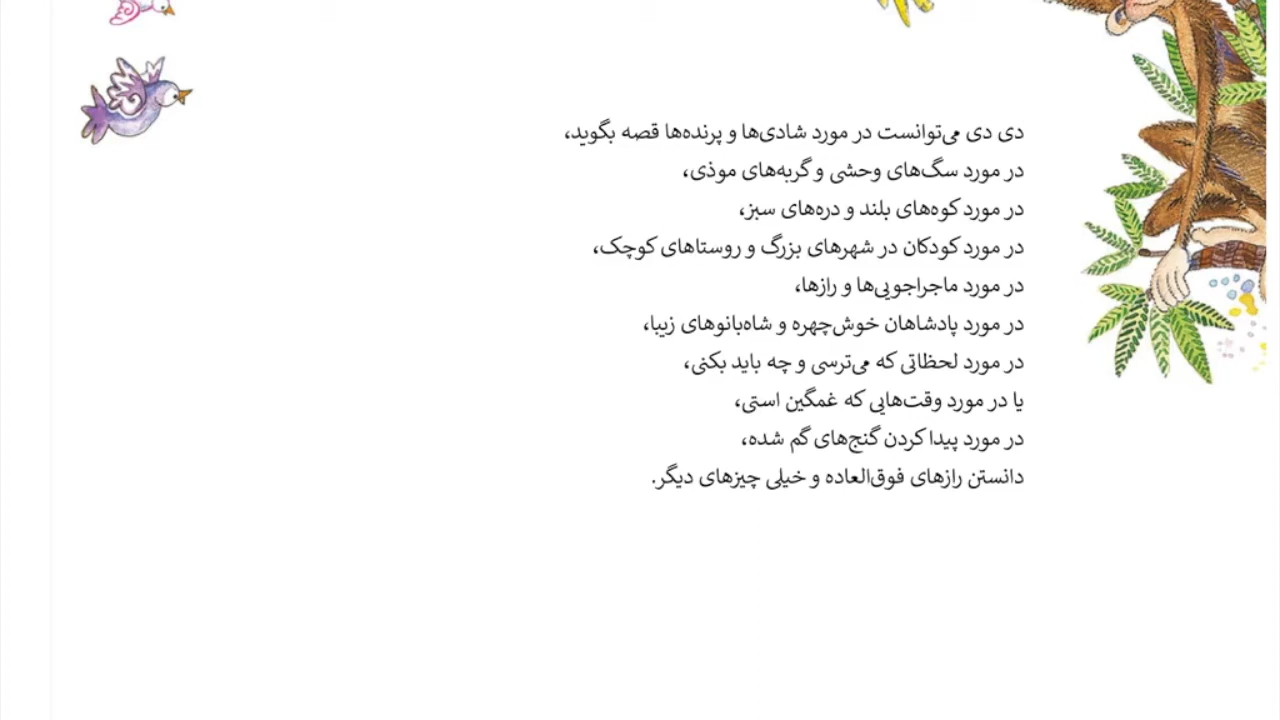 دی دی می‌توانست در مورد شادی‌ها و پرنده‌ها قصه بگوید،
در مورد سگ‌های وحشی و گربه‌های موذی،
در مورد کوه‌های بلند و دره‌های سبز،
در مورد کودکان در شهرهای بزرگ و روستاهای کوچک،
در مورد ماجراجویی‌ها و رازها،
در مورد پادشاهان خوش‌چهره و شاه‌بانوهای زیبا،
در مورد لحظاتی که می‌ترسی و چه باید بکنی،
یا در مورد وقت‌هایی که غمگین استی،
در مورد پیدا کردن گنج‌های گم شده،
دانستن رازهای فوق‌العاده و خیلی چیزهای دیگر.